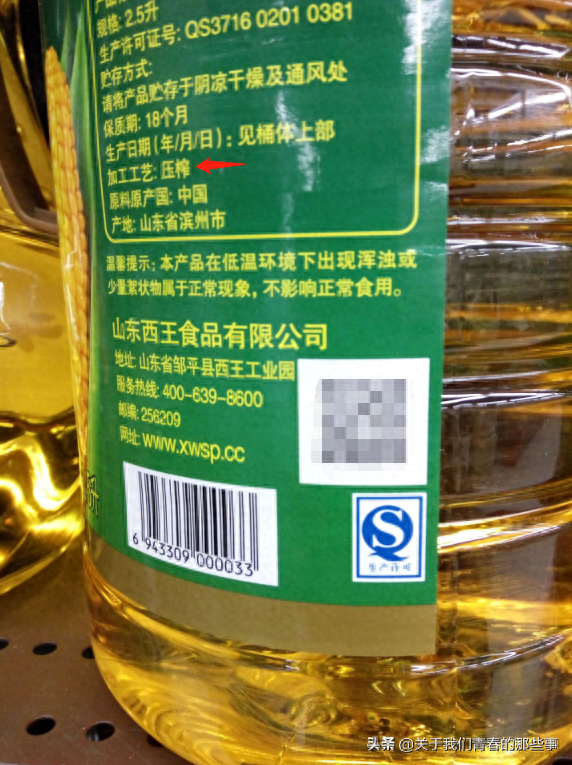 规格: 2.5升
生产许可证号: QS3716 0201 0381
贮存方式:
请将产品贮存于阴凉干燥及通风处
保质期: 18个月
生产日期(年/月/日): 见桶体上部
加工工艺: 压榨
原料原产国: 中国
产地: 山东省滨州市
温馨提示: 本产品在低温环境下出现浑浊或
少量絮状物属于正常现象, 不影响正常食用。
山东西王食品有限公司
地址: 山东省邹平县西王工业园
服务热线: 400-639-8600
邮编: 256209
网址: www.xwsp.cc
6 943309 000033
生产许可
头条 @关于我们青春的那些事